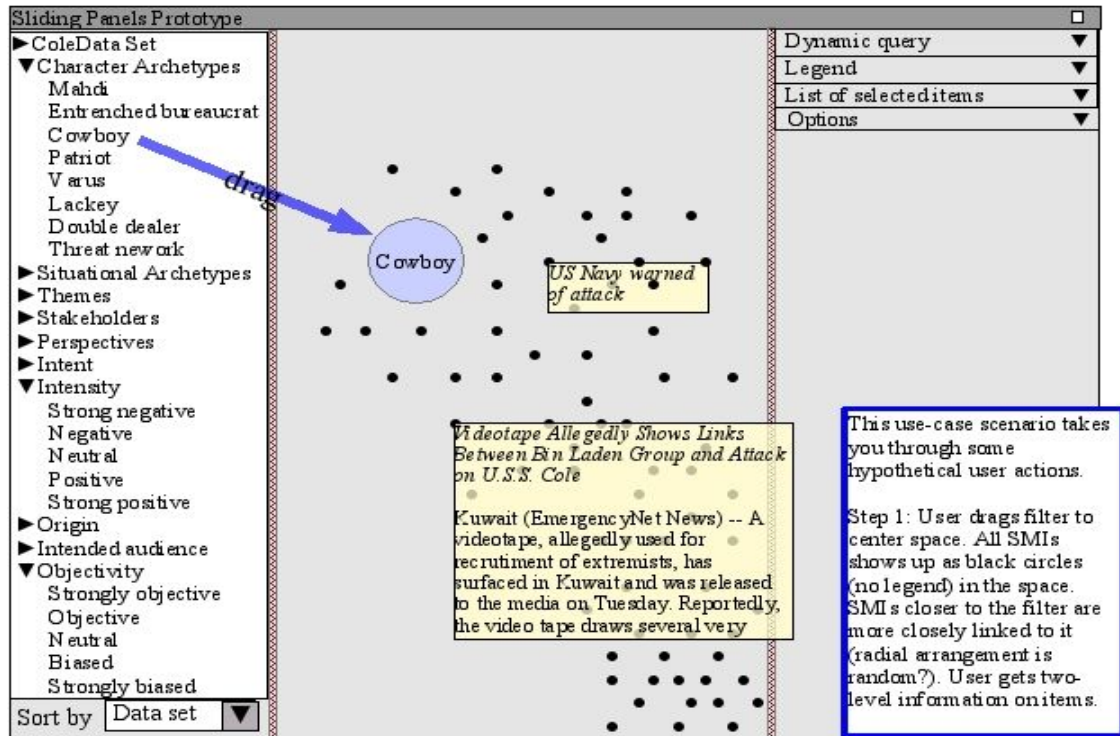 Sliding Panels Prototype
▶ColeData Set
▼Character Archetypes
Mahdi
Entrenched bureaucrat
Cowboy
Patriot
Varus
Lackey
Double dealer
Threat nework
▶Situational Archetypes
▶Themes
▶Stakeholders
▶Perspectives
▶Intent
▼Intensity
Strong negative
Negative
Neutral
Positive
Strong positive
▶Origin
▶Intended audience
▼Objectivity
Strongly objective
Objective
Neutral
Biased
Strongly biased
Sort by Data set ▼
drag
Cowboy
US Navy warned
of attack
Videotape Allegedly Shows Links
Between Bin Laden Group and Attack
on U.S.S. Cole
Kuwait (EmergencyNet News) -- A
videotape, allegedly used for
recrutiment of extremists, has
surfaced in Kuwait and was released
to the media on Tuesday. Reportedly,
the video tape draws several very
Dynamic query ▼
Legend ▼
List of selected items ▼
Options ▼
This use-case scenario takes
you through some
hypothetical user actions.
Step 1: User drags filter to
center space. All SMIs
shows up as black circles
(no legend) in the space.
SMIs closer to the filter are
more closely linked to it
(radial arrangement is
random?). User gets two-
level information on items.